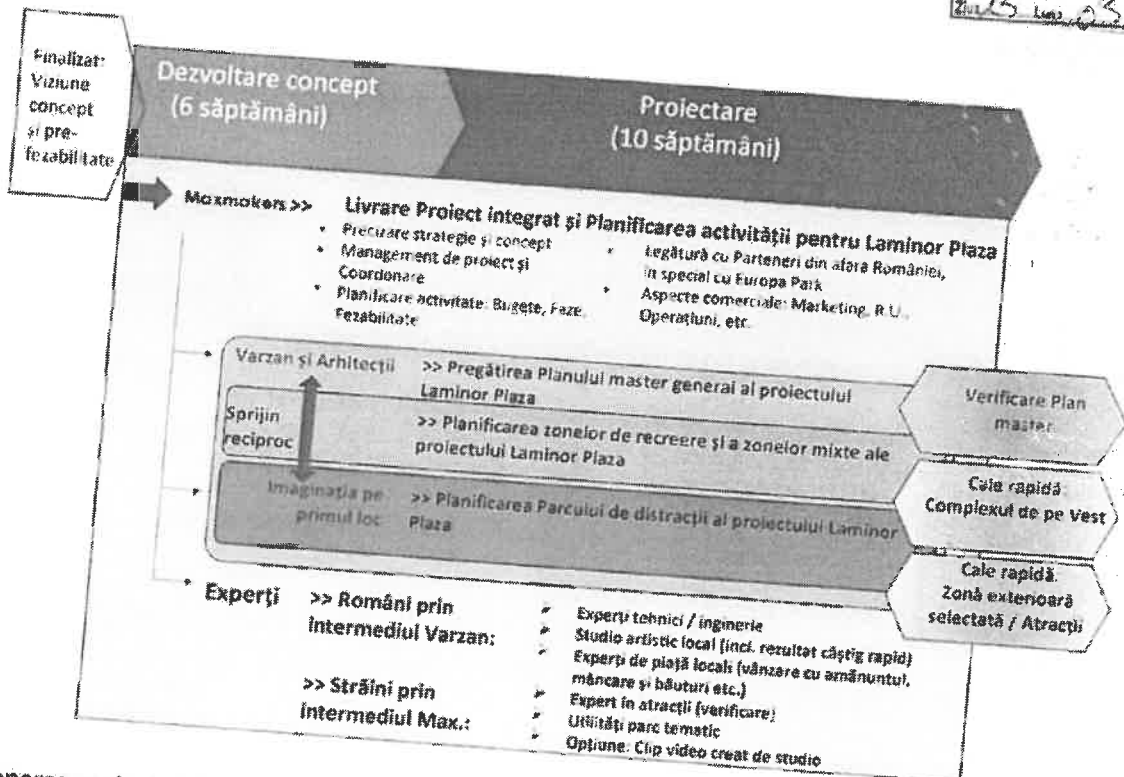 Ziua Luni
Finalizat:
Viziune
concept
și pre-
fezabilitate
Dezvoltare concept
(6 săptămâni)
Proiectare
(10 săptămâni)
Maxmakers >>
Livrare Proiect integrat și Planificarea activității pentru Laminor Plaza
• Precizare strategie și concept
• Management de proiect și
Coordonare
• Planificare activitate: Bugete, Faze,
Fezabilitate
• Legătură cu Parteneri din afara României,
în special cu Europa Park
• Aspecte comerciale: Marketing, R.U.,
Operațiuni, etc.
Varzan și Arhitecții
>> Pregătirea Planului master general al proiectului
Laminor Plaza
Sprijin
reciproc
>> Planificarea zonelor de recreere și a zonelor mixte ale
proiectului Laminor Plaza
Imaginația pe
primul loc
>> Planificarea Parcului de distracții al proiectului Laminor
Plaza
Verificare Plan
master
Cale rapidă:
Complexul de pe Vest
Cale rapidă:
Zonă exterioară
selectată / Atracții
Experți
>> Români prin
intermediul Varzan:
Experți tehnici / inginerie
Studio artistic local (incl. rezultat câștig rapid)
Experți de piață locali (vânzare cu amănuntul,
mâncare și băuturi etc.)
>> Străini prin
intermediul Max.:
Expert în atracții (verificare)
Utilități parc tematic
Opțiune: Clip video creat de studio